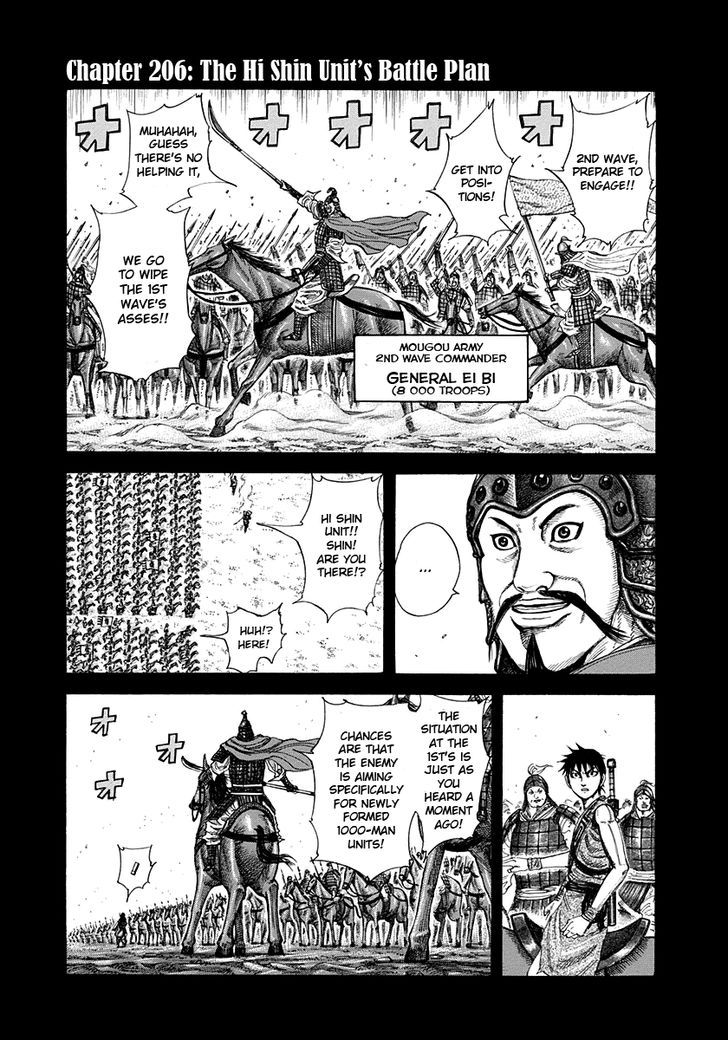 Chapter 206: The Hi Shin Unit's Battle Plan
2ND WAVE,
PREPARE TO
ENGAGE!!
GET INTO
POSI-
TIONS!
オ
オ
オ
オ
オ
MUHAHAH,
GUESS
THERE'S NO
HELPING IT,
WE GO
TO WIPE
THE 1ST
WAVE'S
ASSES!!
MOUGOU ARMY
2ND WAVE COMMANDER
GENERAL EI BI
(8 000 TROOPS)
...
HI SHIN
UNIT!!
SHIN!
ARE YOU
THERE!?
HUH!?
HERE!
THE
SITUATION
AT THE
1ST'S IS
JUST AS
YOU
HEARD A
MOMENT
AGO!
CHANCES
ARE THAT
THE ENEMY
IS AIMING
SPECIFICALLY
FOR NEWLY
FORMED
1000-MAN
UNITS!
オ
オ
オ
オ
!